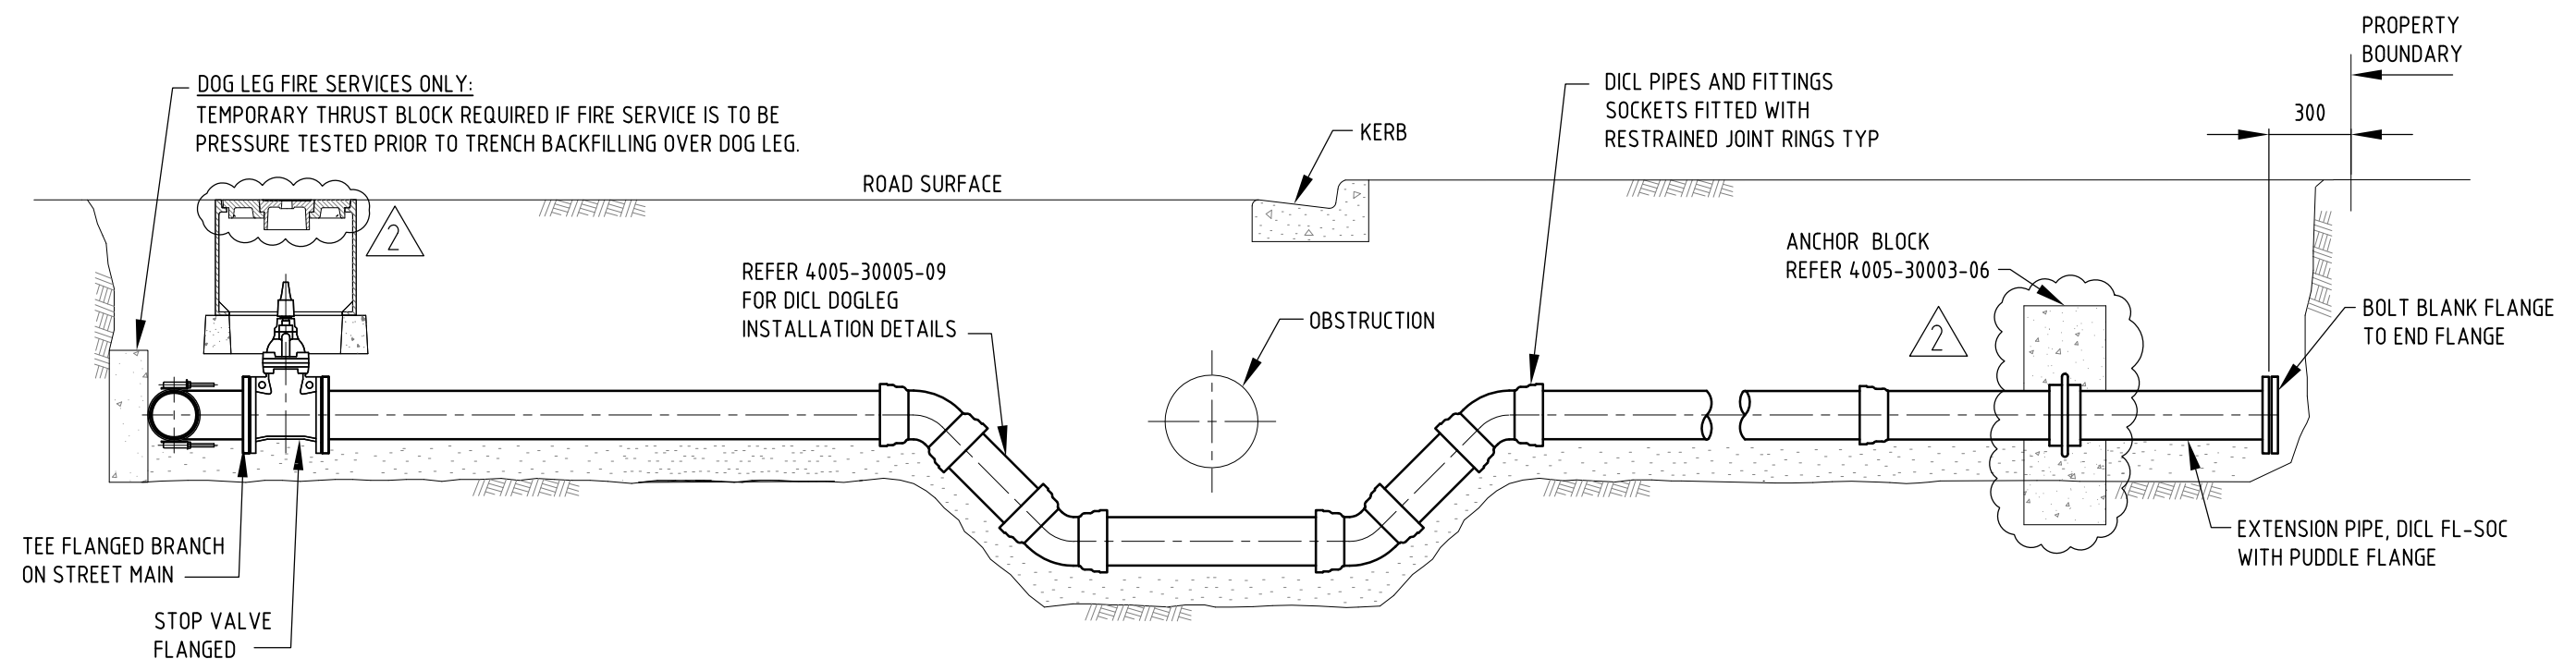 PROPERTY
BOUNDARY
300
DOG LEG FIRE SERVICES ONLY:
TEMPORARY THRUST BLOCK REQUIRED IF FIRE SERVICE IS TO BE
PRESSURE TESTED PRIOR TO TRENCH BACKFILLING OVER DOG LEG.
DICL PIPES AND FITTINGS
SOCKETS FITTED WITH
RESTRAINED JOINT RINGS TYP
KERB
ROAD SURFACE
2
ANCHOR BLOCK
REFER 4005-30003-06
REFER 4005-30005-09
FOR DICL DOGLEG
INSTALLATION DETAILS
OBSTRUCTION
2
BOLT BLANK FLANGE
TO END FLANGE
TEE FLANGED BRANCH
ON STREET MAIN
STOP VALVE
FLANGED
EXTENSION PIPE, DICL FL-SOC
WITH PUDDLE FLANGE